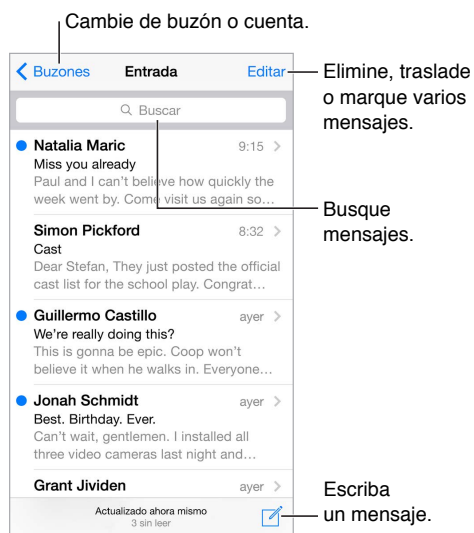 Cambie de buzón o cuenta.
Buzones Entrada Editar
Elimine, traslade
o marque varios
mensajes.
Buscar
Busque
mensajes.
Natalia Maric 9:15
Miss you already
Paul and I can't believe how quickly the
week went by. Come visit us again so…
Simon Pickford 8:32
Cast
Dear Stefan, They just posted the official
cast list for the school play. Congrat…
Guillermo Castillo ayer
We're really doing this?
This is gonna be epic. Coop won't
believe it when he walks in. Everyone…
Jonah Schmidt ayer
Best. Birthday. Ever.
Can't wait, gentlemen. I installed all
three video cameras last night and…
Grant Jividen ayer
Actualizado ahora mismo
3 sin leer
Escriba
un mensaje.